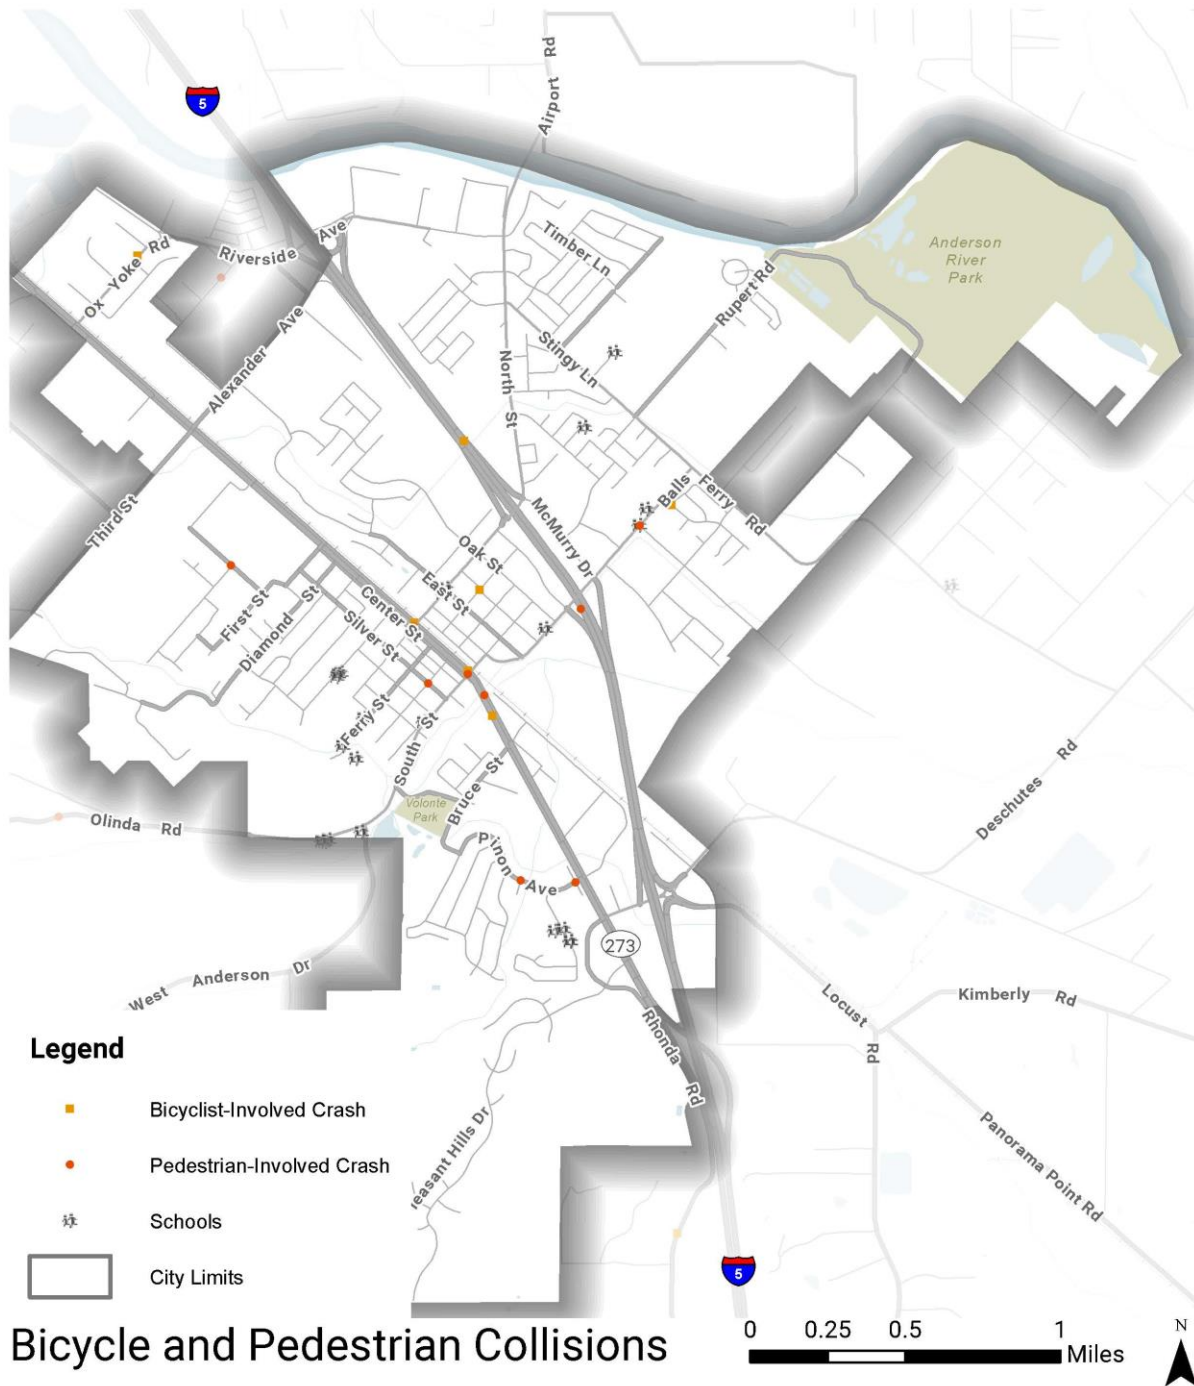 5
Airport Rd
Timber Ln
Anderson
River
Park
Riverside Ave
Ox Yoke Rd
Rupert Rd
Stingy Ln
Alexander Ave
North St
Balls
Ferry Rd
McMurry Dr
Third St
Oak St
East St
Center St
Silver St
First St
Diamond St
Ferry St
South St
Bruce St
Volonte
Park
Olinda Rd
Pinon Ave
Deschutes Rd
273
West Anderson Dr
Locust Rd
Kimberly Rd
Rhonda Rd
Panorama Point Rd
leasant Hills Dr
5
Legend
Bicyclist-Involved Crash
Pedestrian-Involved Crash
Schools
City Limits
Bicycle and Pedestrian Collisions
0 0.25 0.5 1
Miles
N